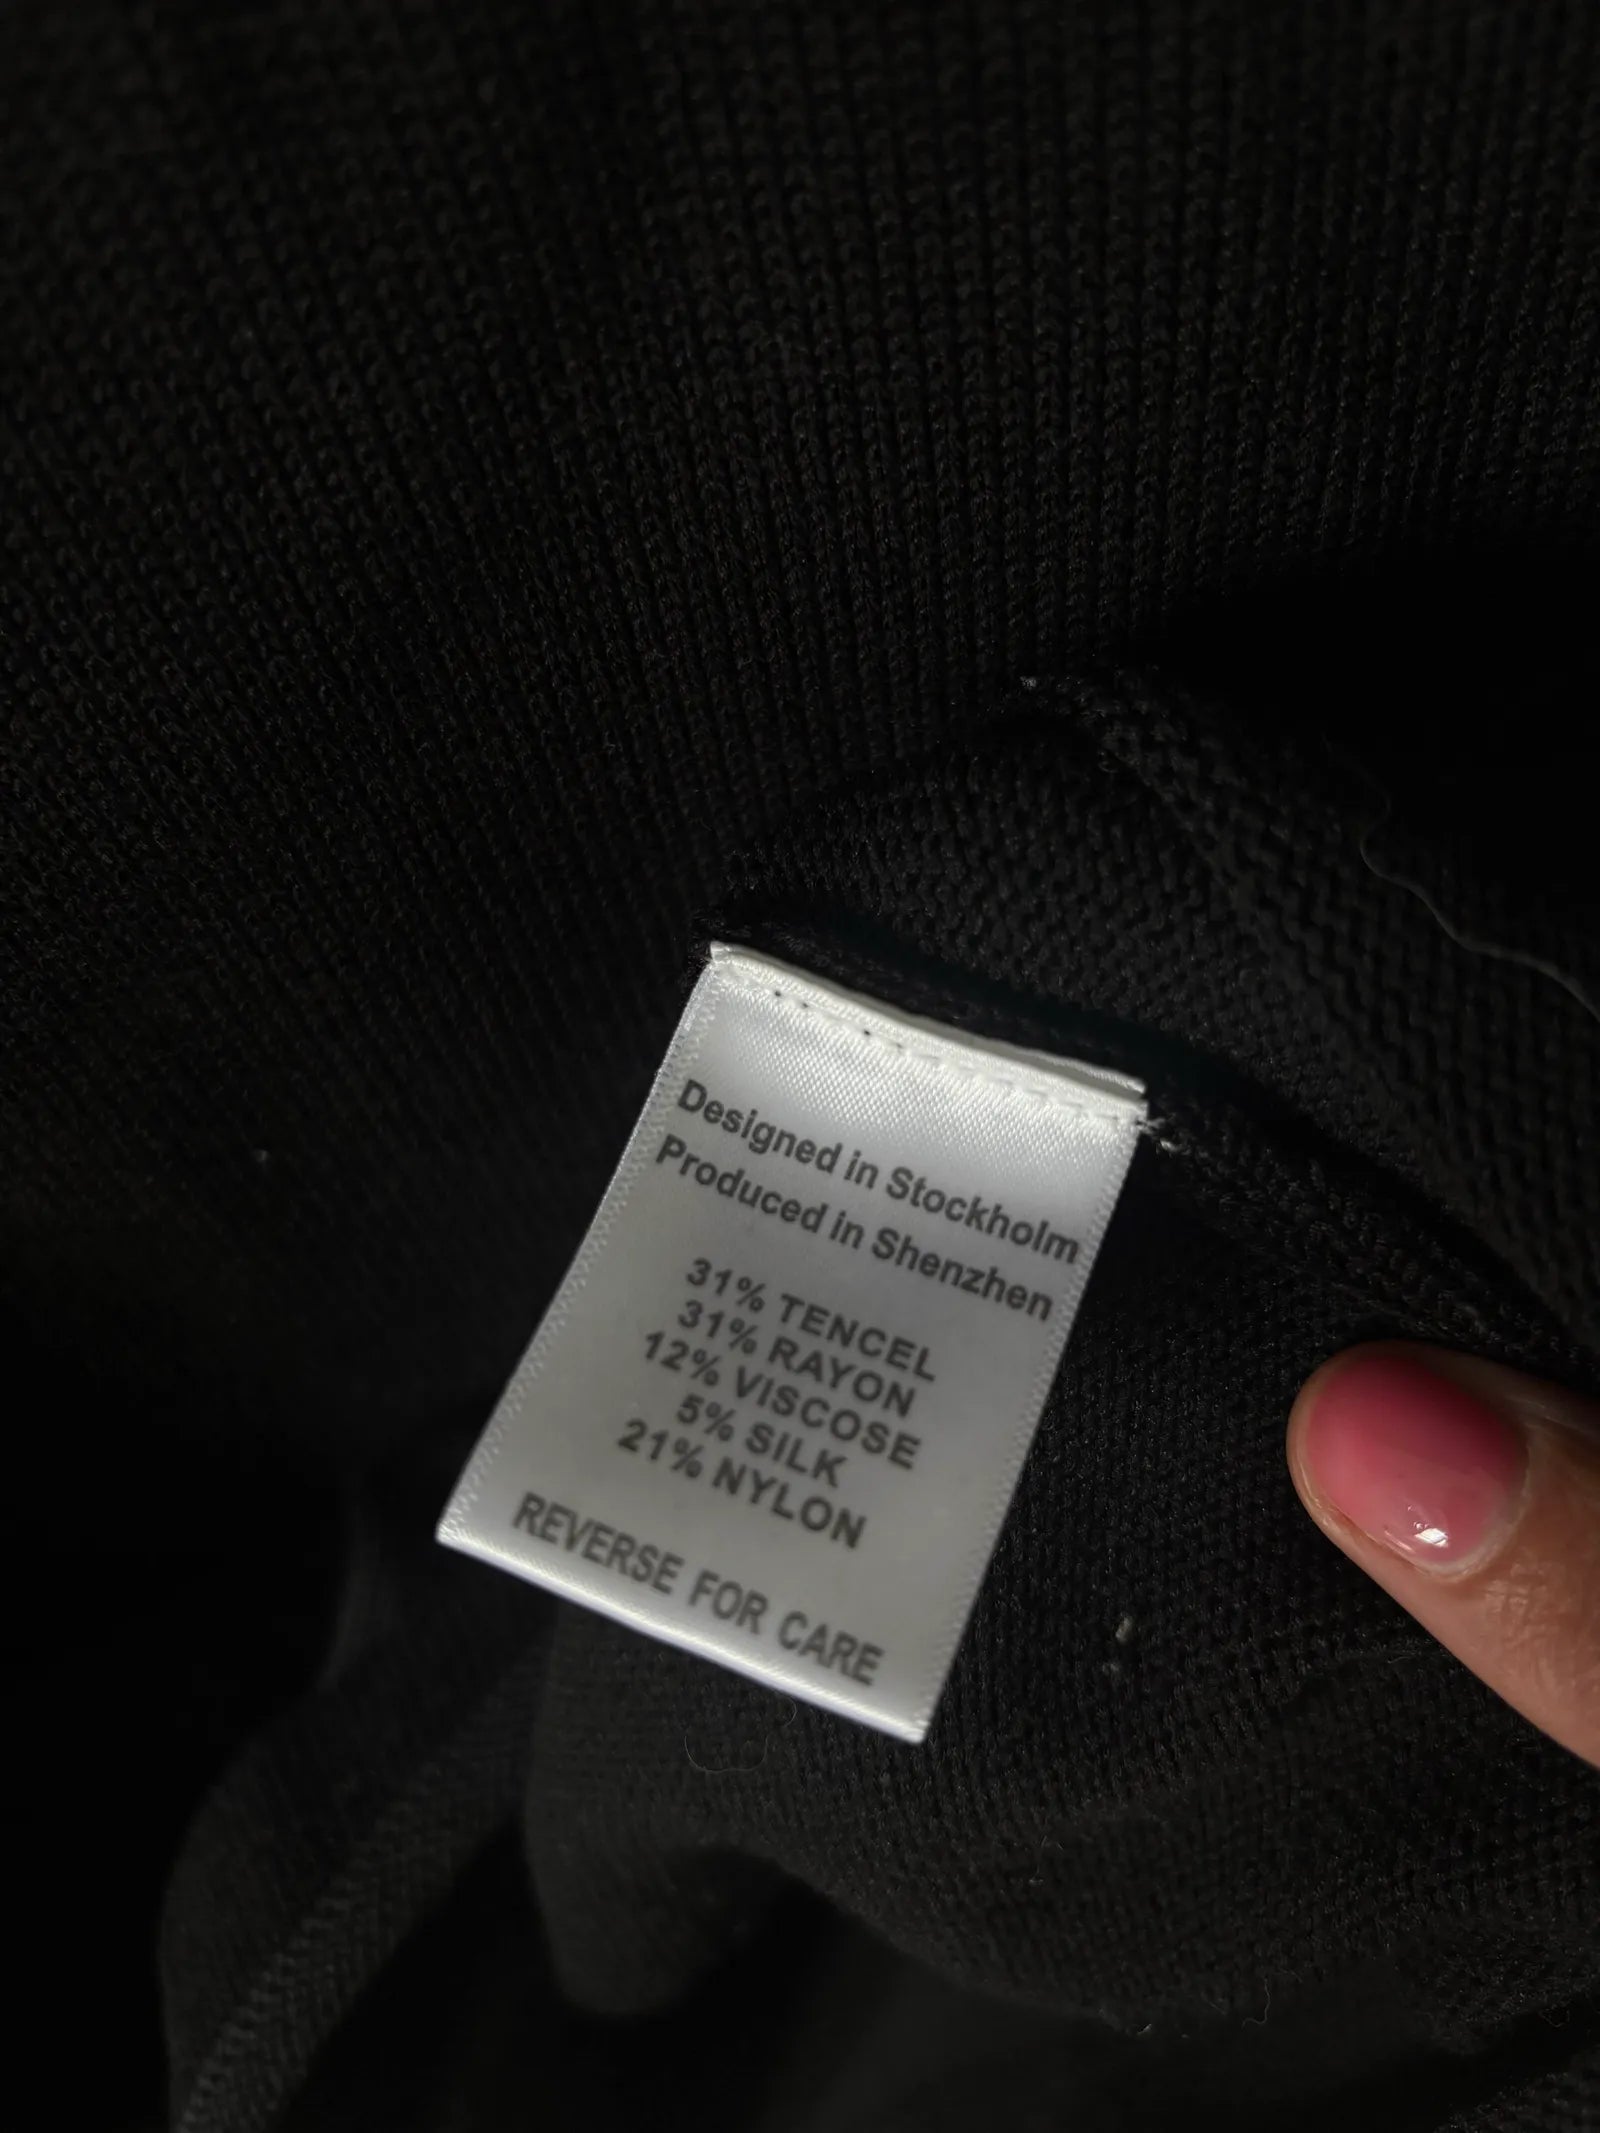 Designed in Stockholm
Produced in Shenzhen
31% TENCEL
31% RAYON
12% VISCOSE
5% SILK
21% NYLON
REVERSE FOR CARE